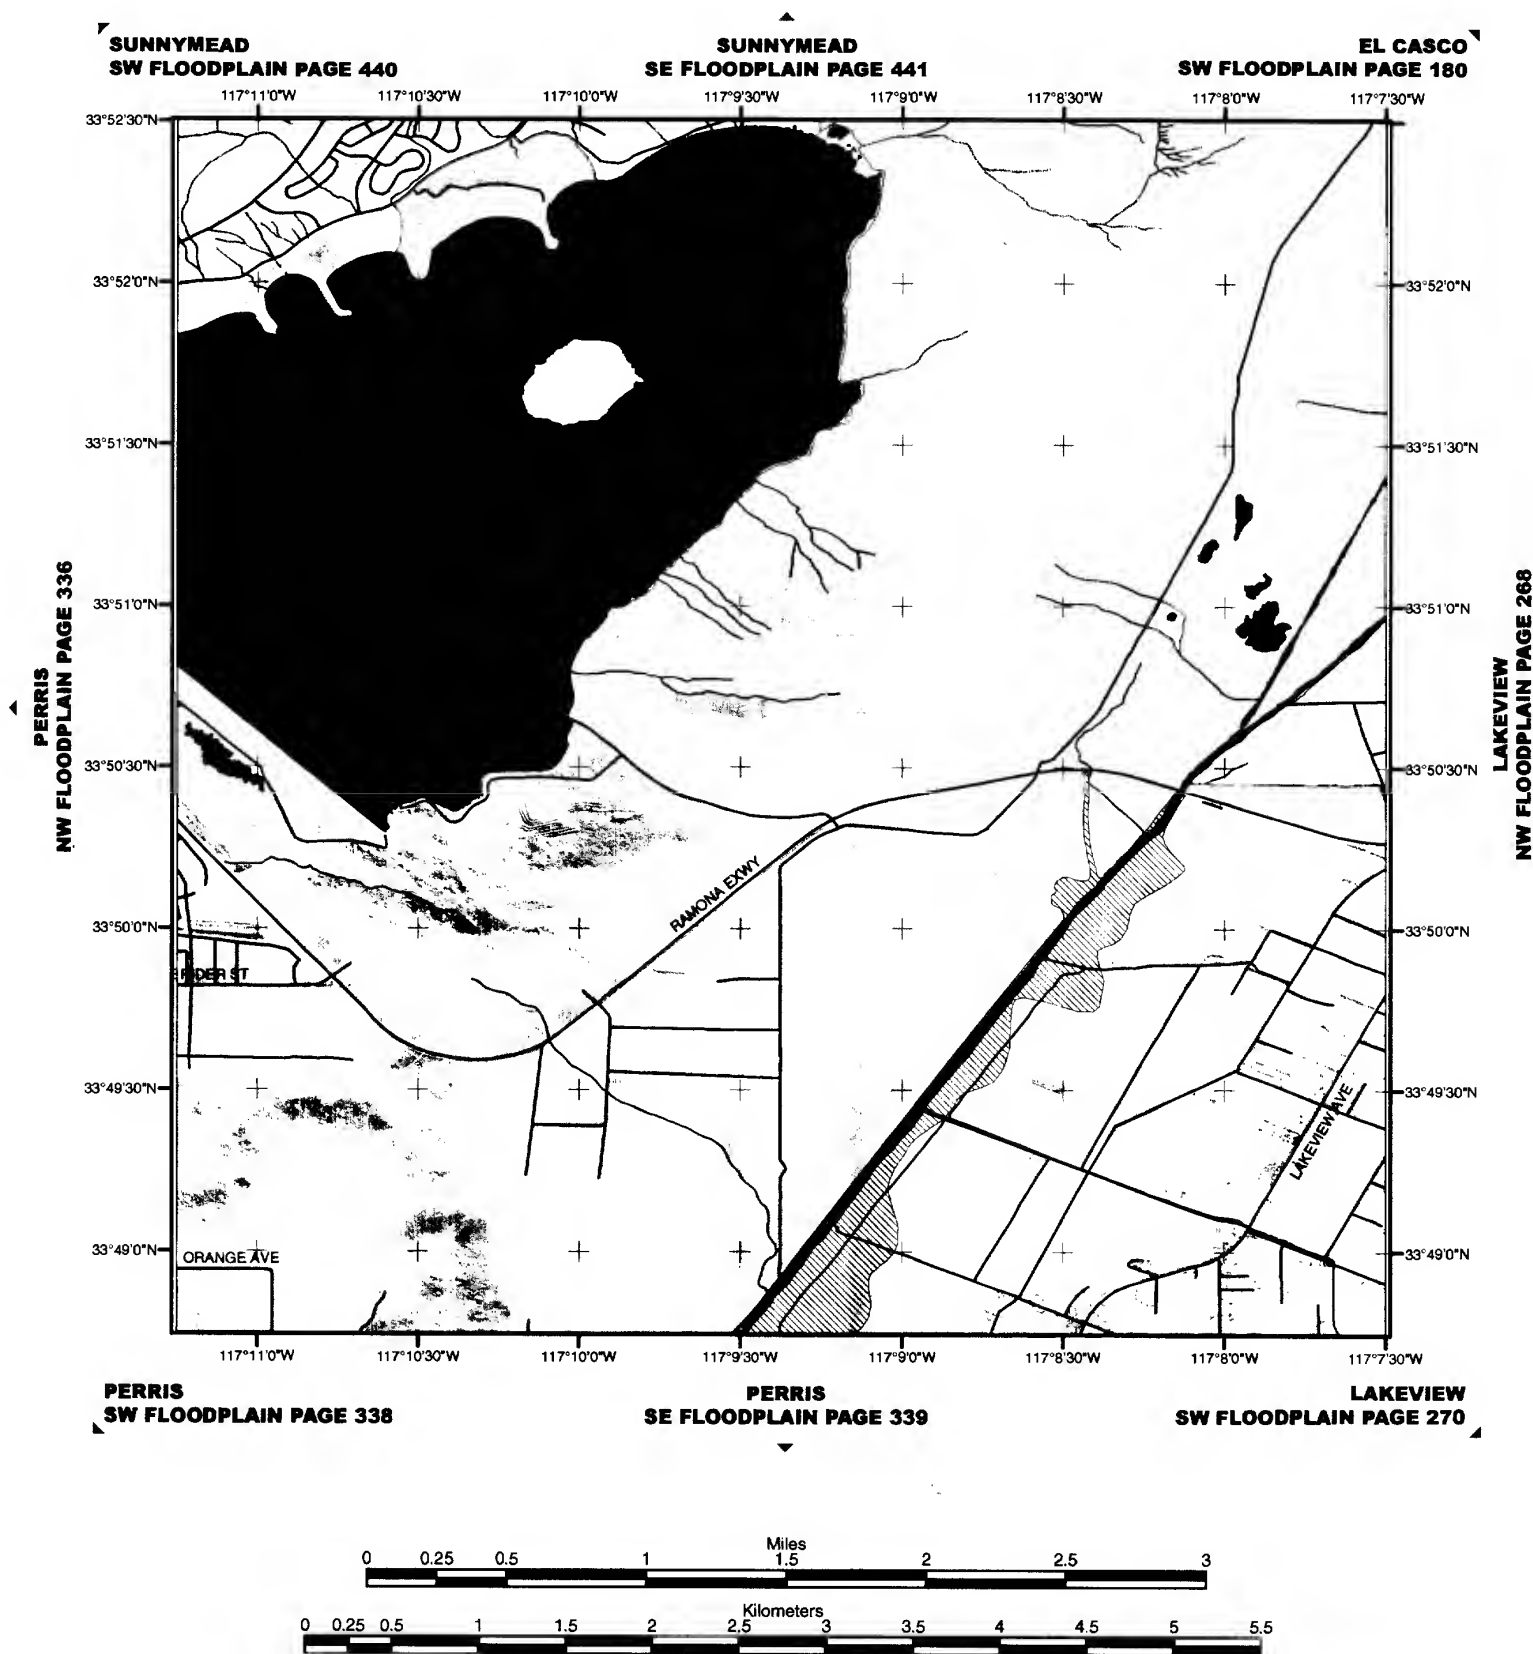 SUNNYMEAD
SW FLOODPLAIN PAGE 440
SUNNYMEAD
SE FLOODPLAIN PAGE 441
EL CASCO
SW FLOODPLAIN PAGE 180
117°11'0"W 117°10'30"W 117°10'0"W 117°9'30"W 117°9'0"W 117°8'30"W 117°8'0"W 117°7'30"W
33°52'30"N
33°52'0"N 33°52'0"N
33°51'30"N 33°51'30"N
33°51'0"N 33°51'0"N
33°50'30"N 33°50'30"N
33°50'0"N 33°50'0"N
33°49'30"N 33°49'30"N
33°49'0"N 33°49'0"N
PERRIS
NW FLOODPLAIN PAGE 336
LAKEVIEW
NW FLOODPLAIN PAGE 268
RAMONA EXWY
E RIDER ST
LAKEVIEW AVE
ORANGE AVE
117°11'0"W 117°10'30"W 117°10'0"W 117°9'30"W 117°9'0"W 117°8'30"W 117°8'0"W 117°7'30"W
PERRIS
SW FLOODPLAIN PAGE 338
PERRIS
SE FLOODPLAIN PAGE 339
LAKEVIEW
SW FLOODPLAIN PAGE 270
Miles
0 0.25 0.5 1 1.5 2 2.5 3
Kilometers
0 0.25 0.5 1 1.5 2 2.5 3 3.5 4 4.5 5 5.5